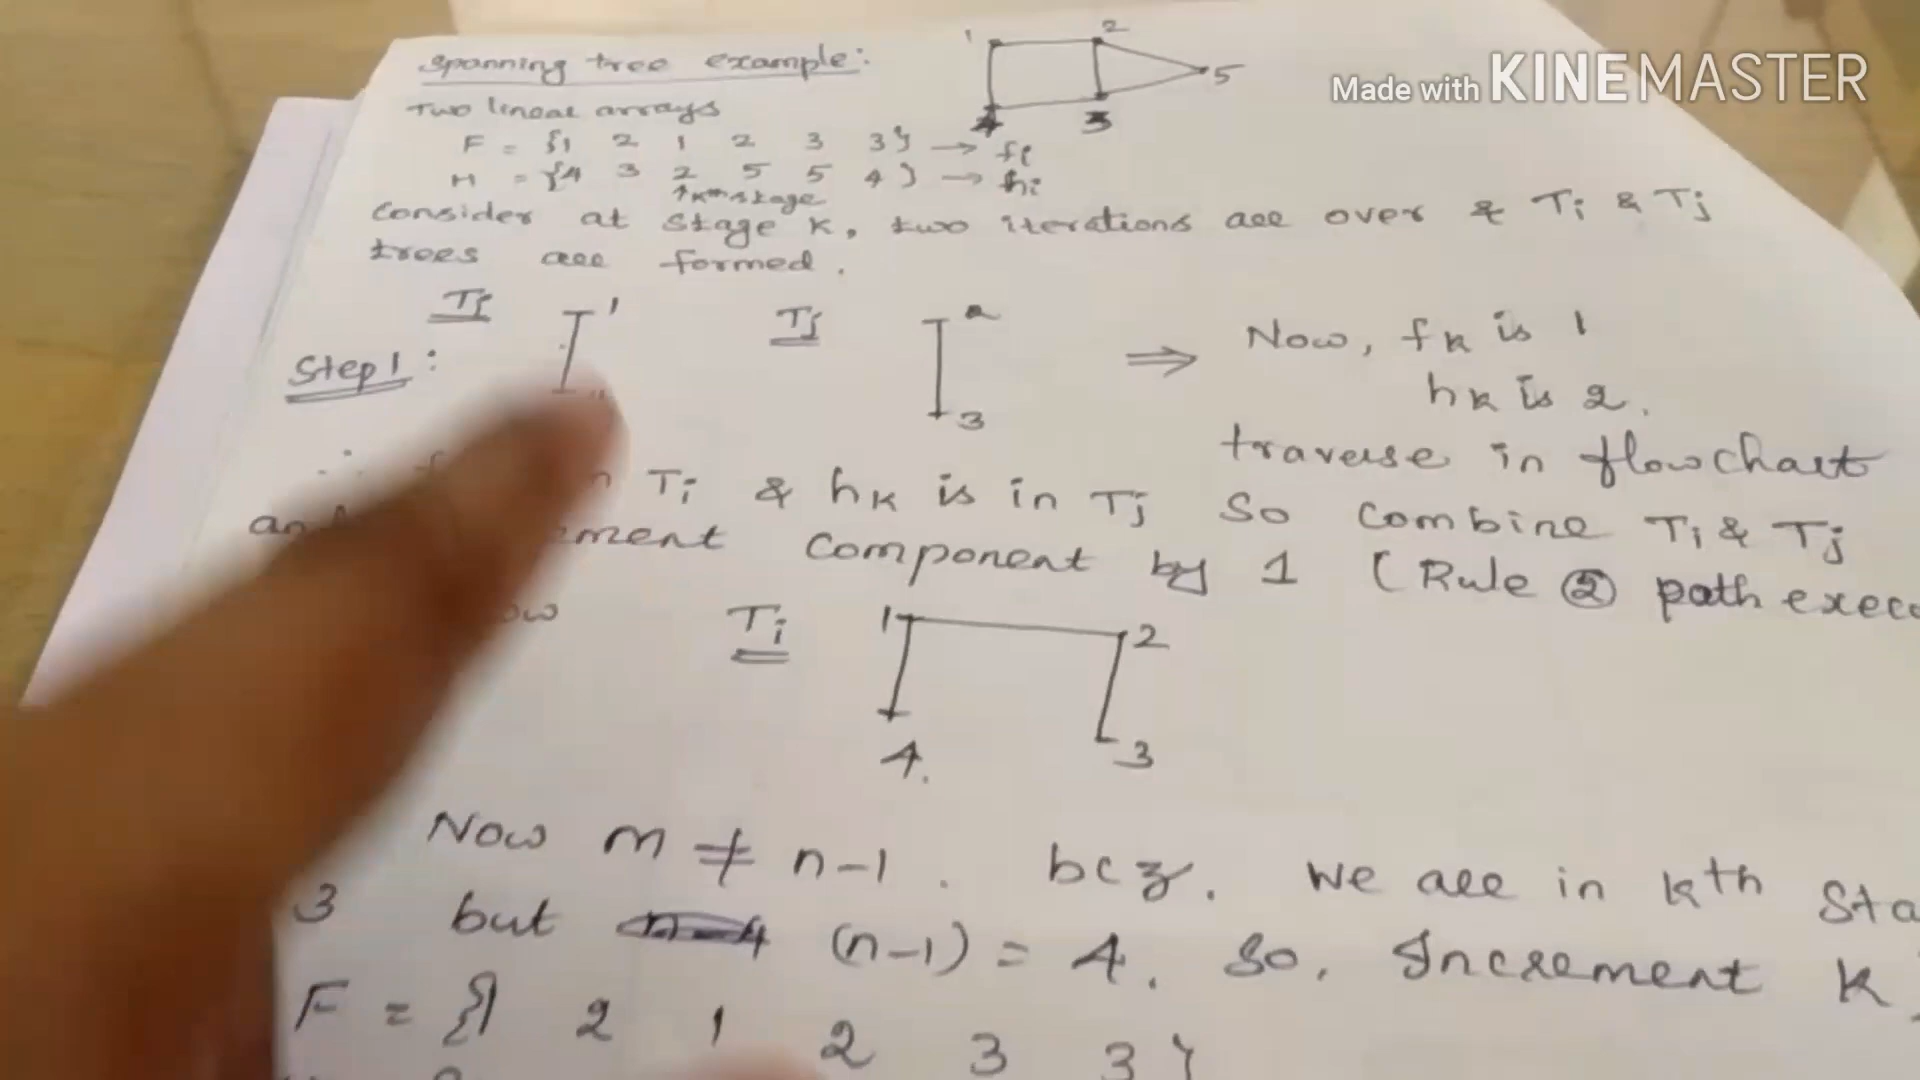 Spanning tree example:
1 2
5
4 3
Made with KINEMASTER
Two linear arrays
F = {1 2 1 2 3 3} → fi
H = {4 3 2 5 5 4} → hi
↑ kth stage
Consider at stage k, two iterations are over & Ti & Tj
trees are formed.
Ti 1 Tj 2 ⇒ Now, fk is 1
Step 1: 3 hk is 2.
traverse in flowchart
Ti & hk is in Tj So Combine Ti & Tj
component by 1 (Rule ② path exec
Ti 1 2
4. 3
Now m ≠ n-1. bcz. We are in kth Sta
3 but (n-1) = 4. So, Increment k
F = {1 2 1 2 3 3}